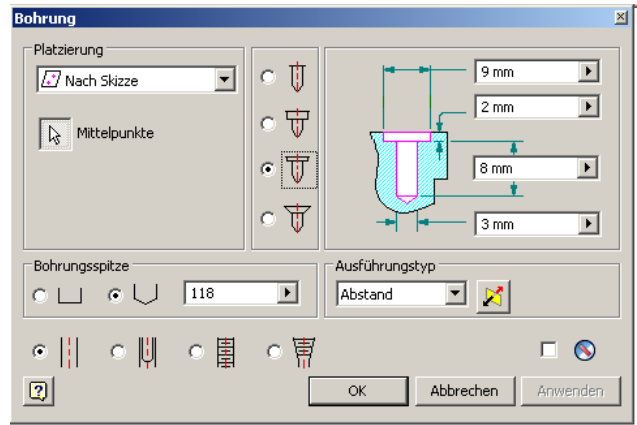 Bohrung
Platzierung
Nach Skizze
Mittelpunkte
9 mm
2 mm
8 mm
3 mm
Bohrungsspitze
118
Ausführungstyp
Abstand
OK
Abbrechen
Anwenden